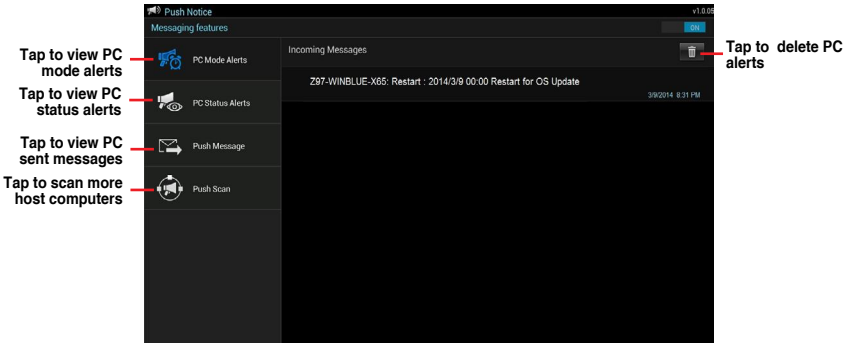 Push Notice
v1.0.05
Messaging features
ON
Tap to view PC
mode alerts
PC Mode Alerts
Incoming Messages
Tap to delete PC
alerts
Z97-WINBLUE-X65: Restart : 2014/3/9 00:00 Restart for OS Update
3/9/2014 8:31 PM
Tap to view PC
status alerts
PC Status Alerts
Tap to view PC
sent messages
Push Message
Tap to scan more
host computers
Push Scan